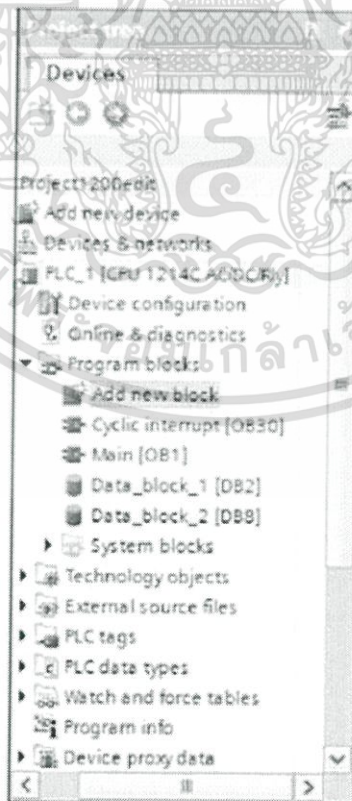 Project tree
Devices
Project1200edit
Add new device
Devices & networks
PLC_1 [CPU 1214C AC/DC/Rly]
Device configuration
Online & diagnostics
Program blocks
Add new block
Cyclic interrupt [OB30]
Main [OB1]
Data_block_1 [DB2]
Data_block_2 [DB8]
System blocks
Technology objects
External source files
PLC tags
PLC data types
Watch and force tables
Program info
Device proxy data